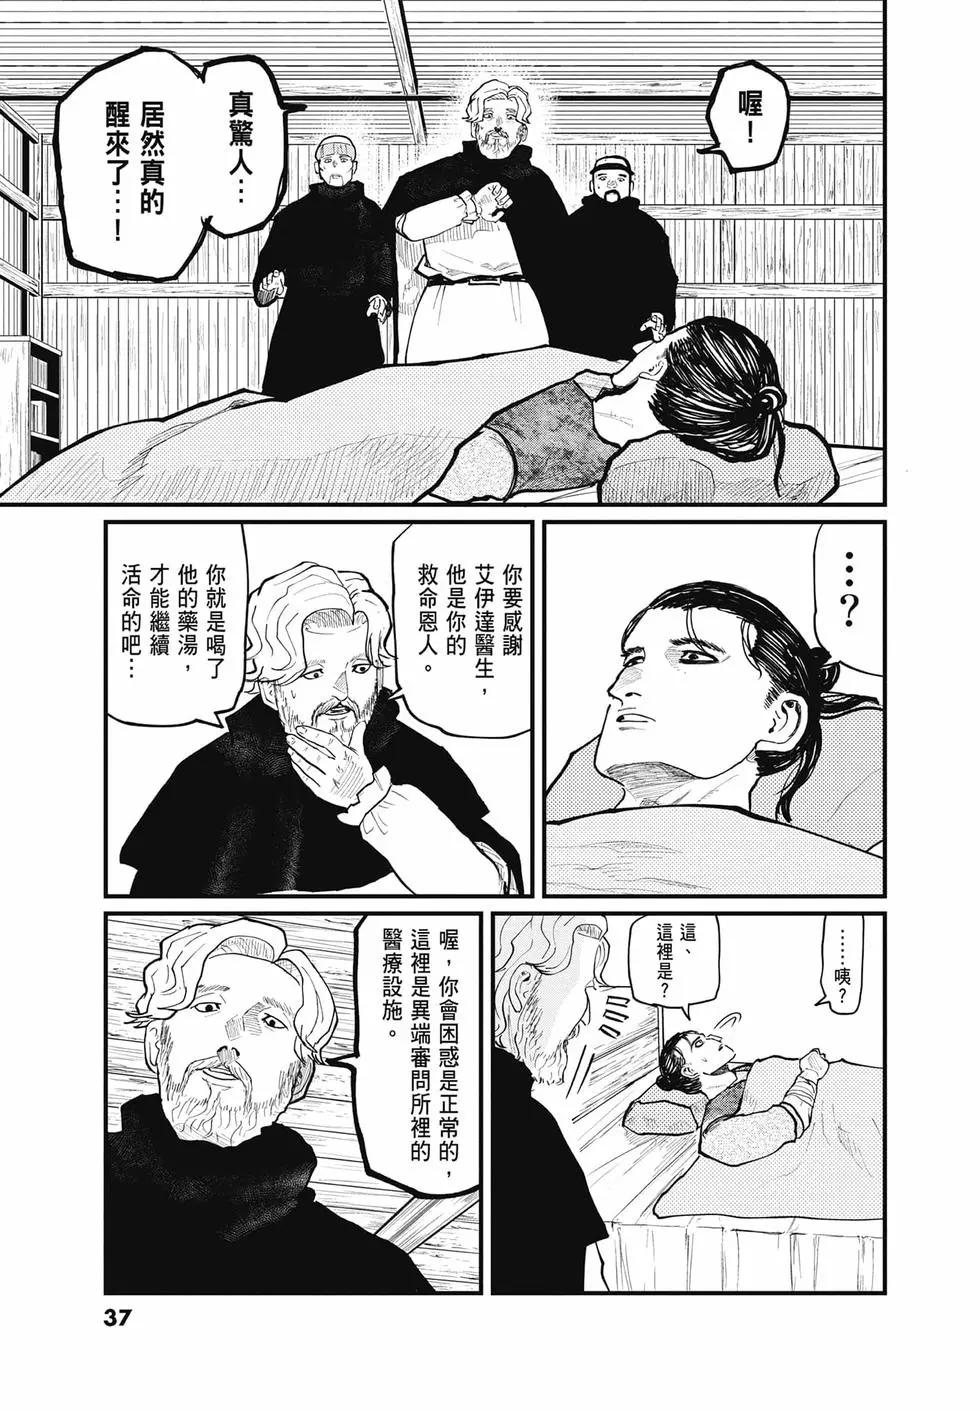 喔！
真驚人…
居然真的
醒來了……！
……？
你要感謝
艾伊達醫生，
他是你的
救命恩人。
你就是喝了
他的藥湯，
才能繼續
活命的吧…
……咦？
這、
這裡是？
喔，你會困惑是正常的，
這裡是異端審問所裡的
醫療設施。
37